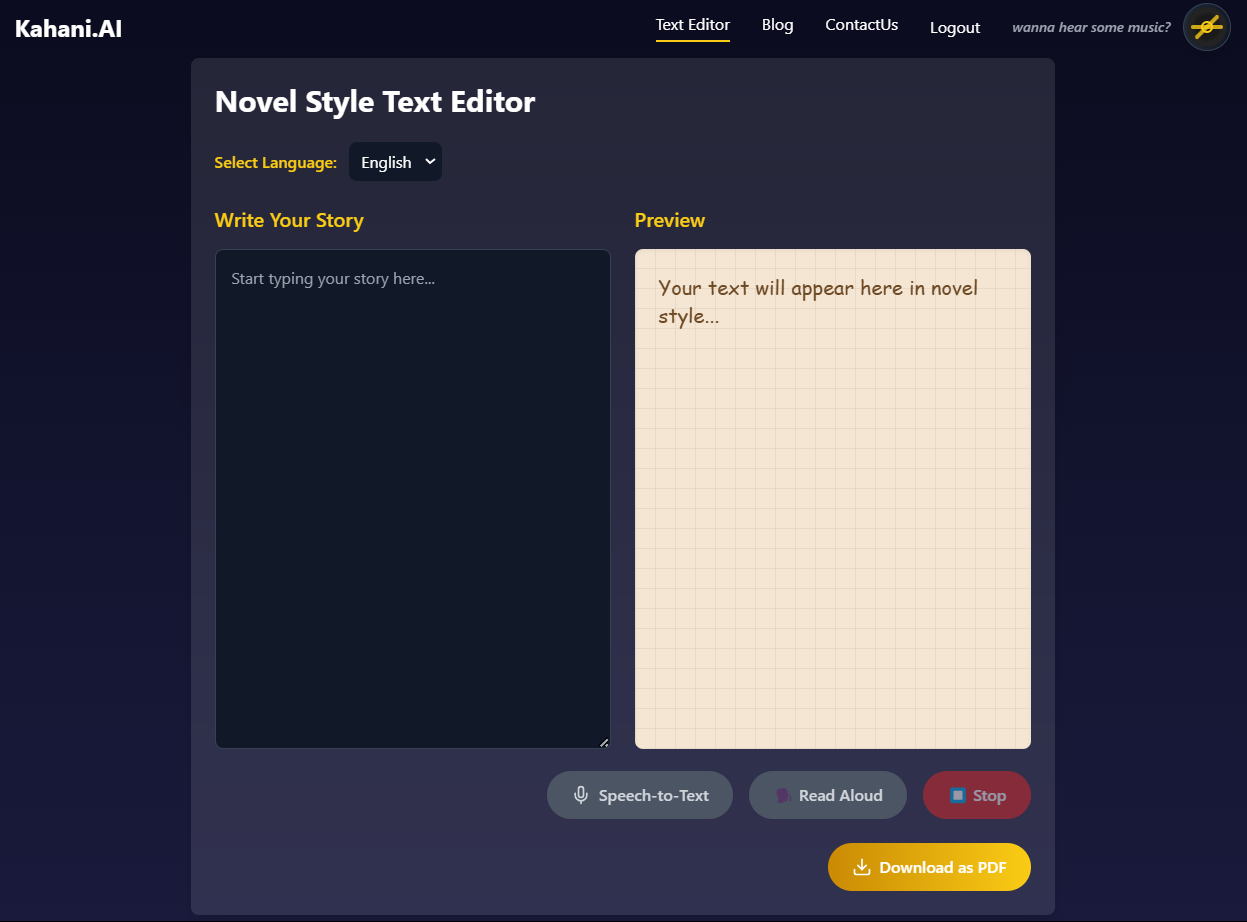 Kahani.AI
Text Editor Blog ContactUs Logout wanna hear some music?
Novel Style Text Editor
Select Language: English
Write Your Story
Start typing your story here...
Preview
Your text will appear here in novel
style...
Speech-to-Text Read Aloud Stop
Download as PDF